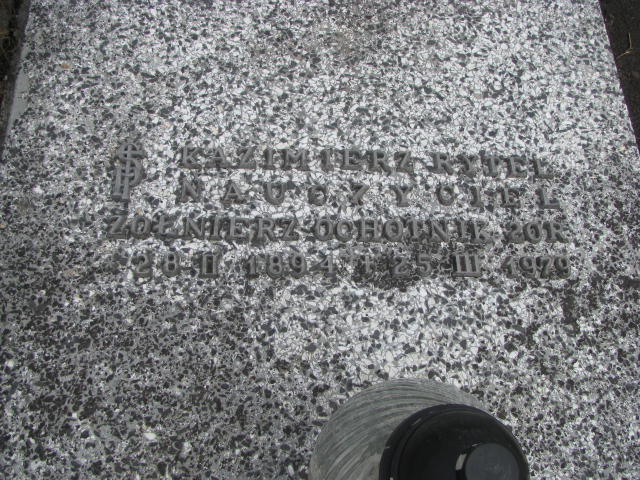 KAZIMIERZ RYTEL
NAUCZYCIEL
ŻOŁNIERZ OCHOTNIK 20R
*28 II 1894 † 25 III 1979